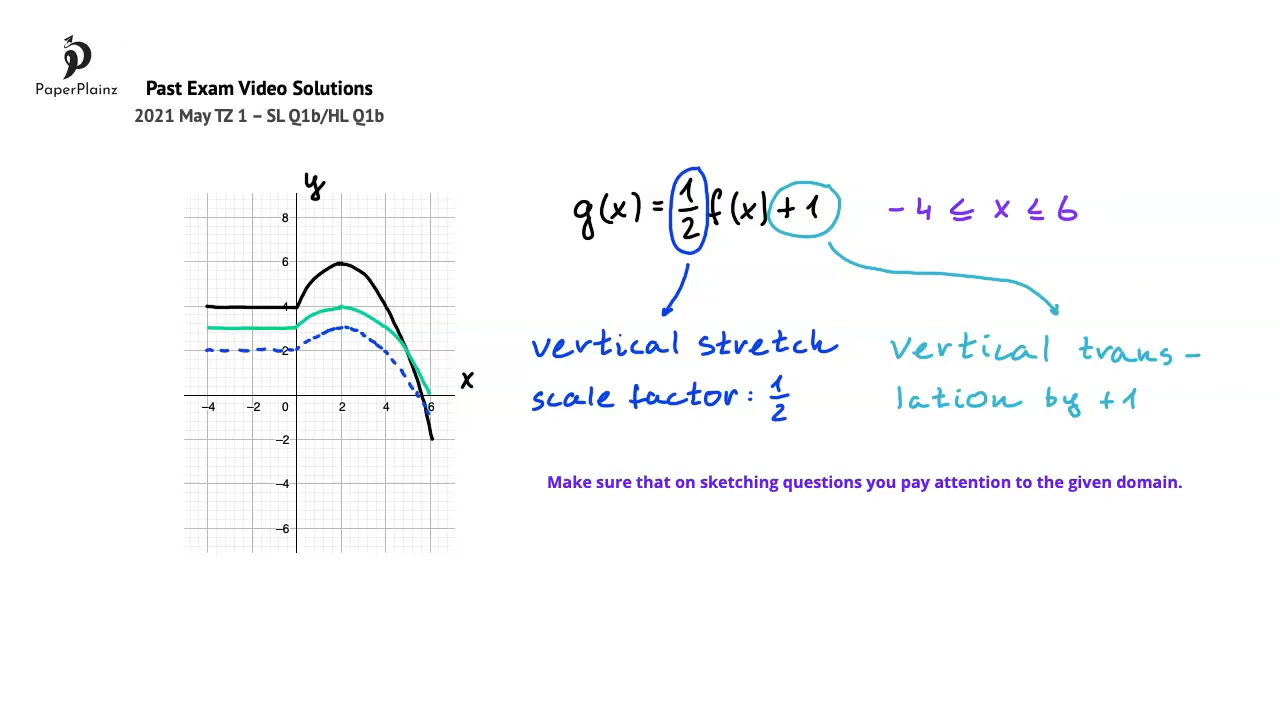 PaperPlainz
Past Exam Video Solutions
2021 May TZ 1 – SL Q1b/HL Q1b
y
8
6
4
2
x
−4 −2 0 2 4 6
−2
−4
−6
g(x) = 1/2 f(x) + 1 - 4 ≤ x ≤ 6
vertical stretch
scale factor: 1/2
vertical trans -
lation by +1
Make sure that on sketching questions you pay attention to the given domain.